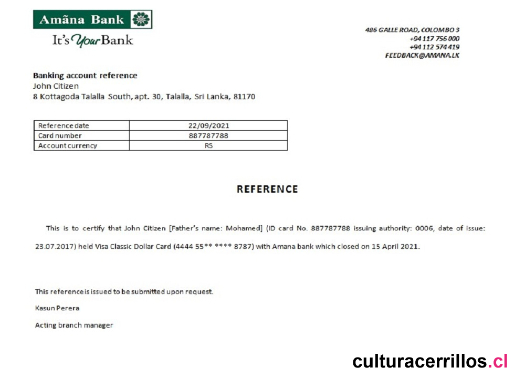 Amãna Bank
It's Your Bank
486 GALLE ROAD, COLOMBO 3
+94 117 756 000
+94 112 574 419
FEEDBACK@AMANA.LK
Banking account reference
John Citizen
8 Kottagoda Talalla South, apt. 30, Talalla, Sri Lanka, 81170
Reference date 22/09/2021
Card number 887787788
Account currency RS
REFERENCE
This is to certify that John Citizen [Father's name: Mohamed] (ID card No. 887787788 issuing authority: 0006, date of issue:
23.07.2017) held Visa Classic Dollar Card (4444 55** **** 8787) with Amana bank which closed on 15 April 2021.
This reference is issued to be submitted upon request.
Kasun Perera
Acting branch manager
culturacerrillos.cl